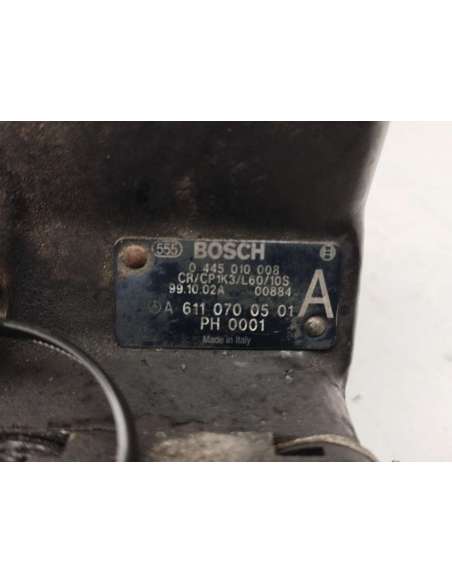 555 BOSCH
0 445 010 008
CR/CP1K3/L60/10S
99.10.02A 00884 A
A 611 070 05 01
PH 0001
Made in Italy